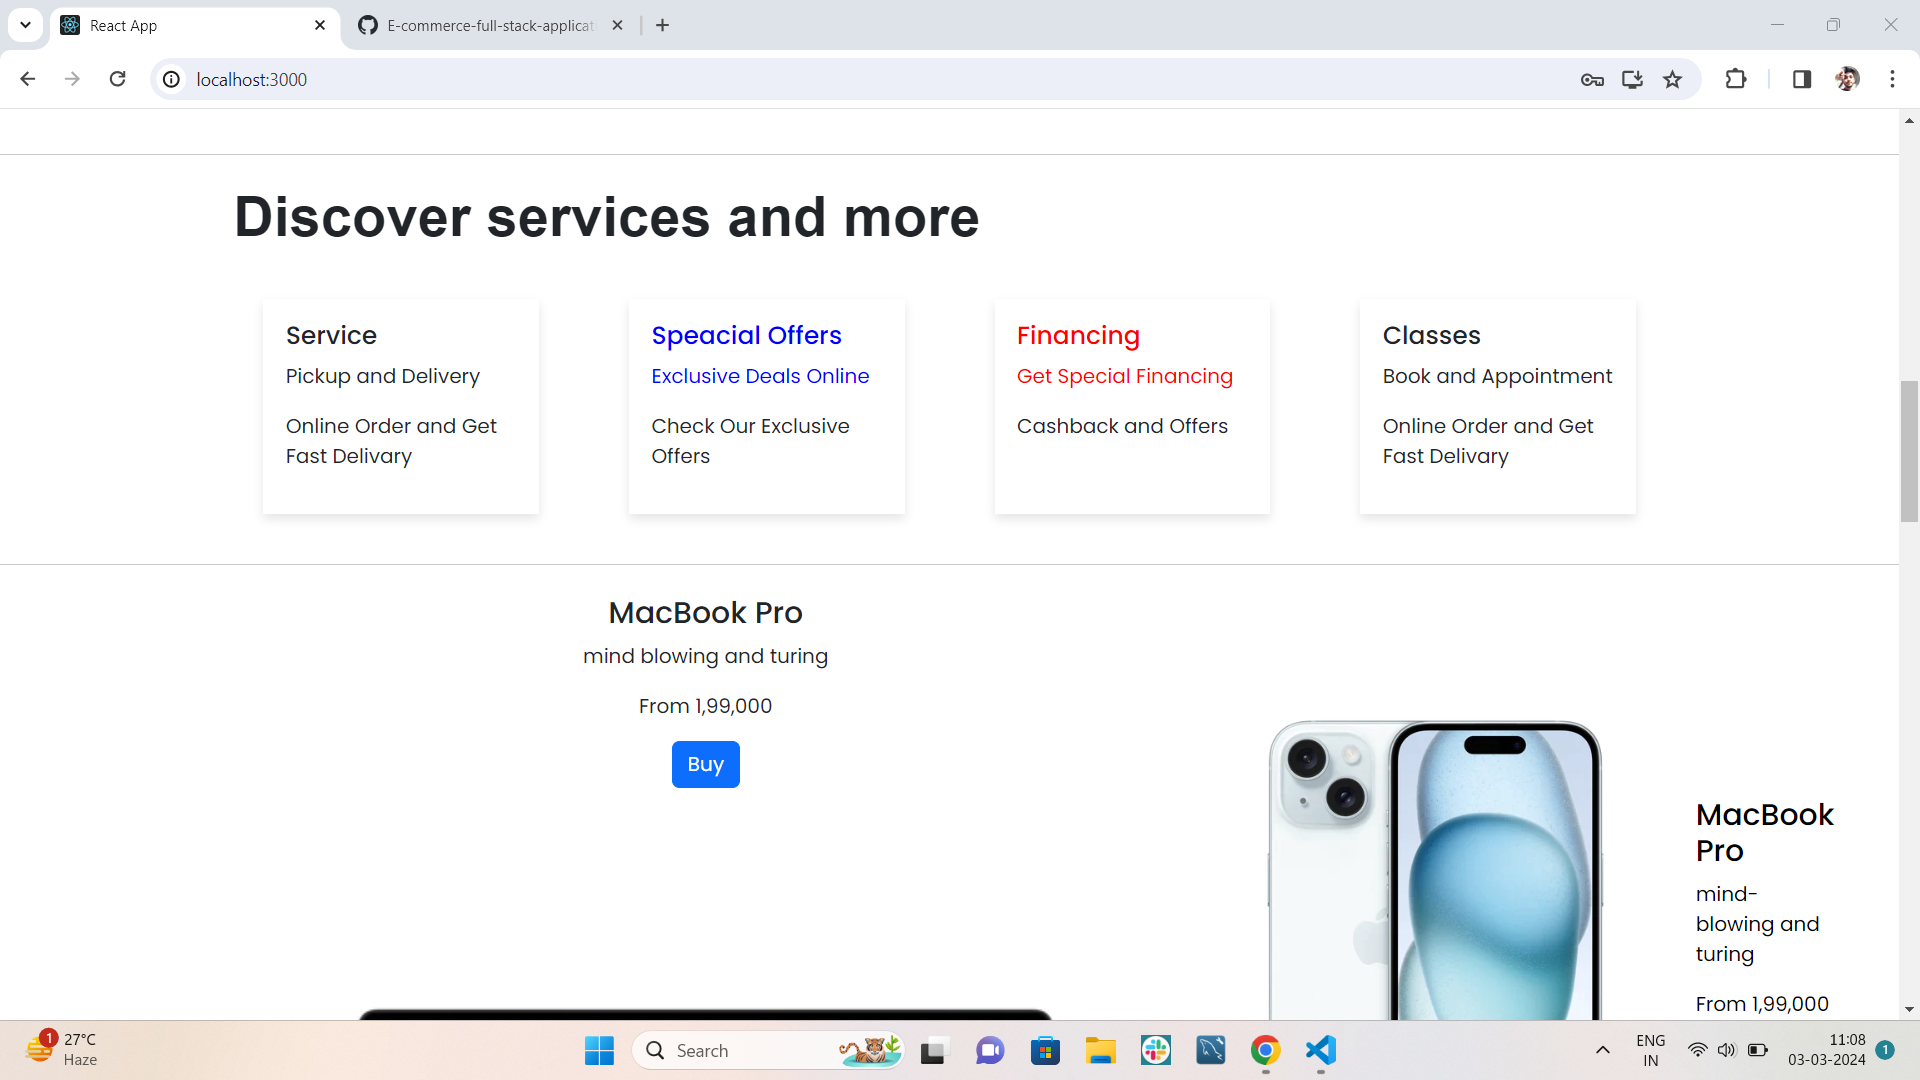 React App
E-commerce-full-stack-applicat
localhost:3000
Discover services and more
Service
Pickup and Delivery
Online Order and Get
Fast Delivary
Speacial Offers
Exclusive Deals Online
Check Our Exclusive
Offers
Financing
Get Special Financing
Cashback and Offers
Classes
Book and Appointment
Online Order and Get
Fast Delivary
MacBook Pro
mind blowing and turing
From 1,99,000
Buy
MacBook
Pro
mind-
blowing and
turing
From 1,99,000
1
27°C
Haze
Search
ENG
IN
11:08
03-03-2024
1